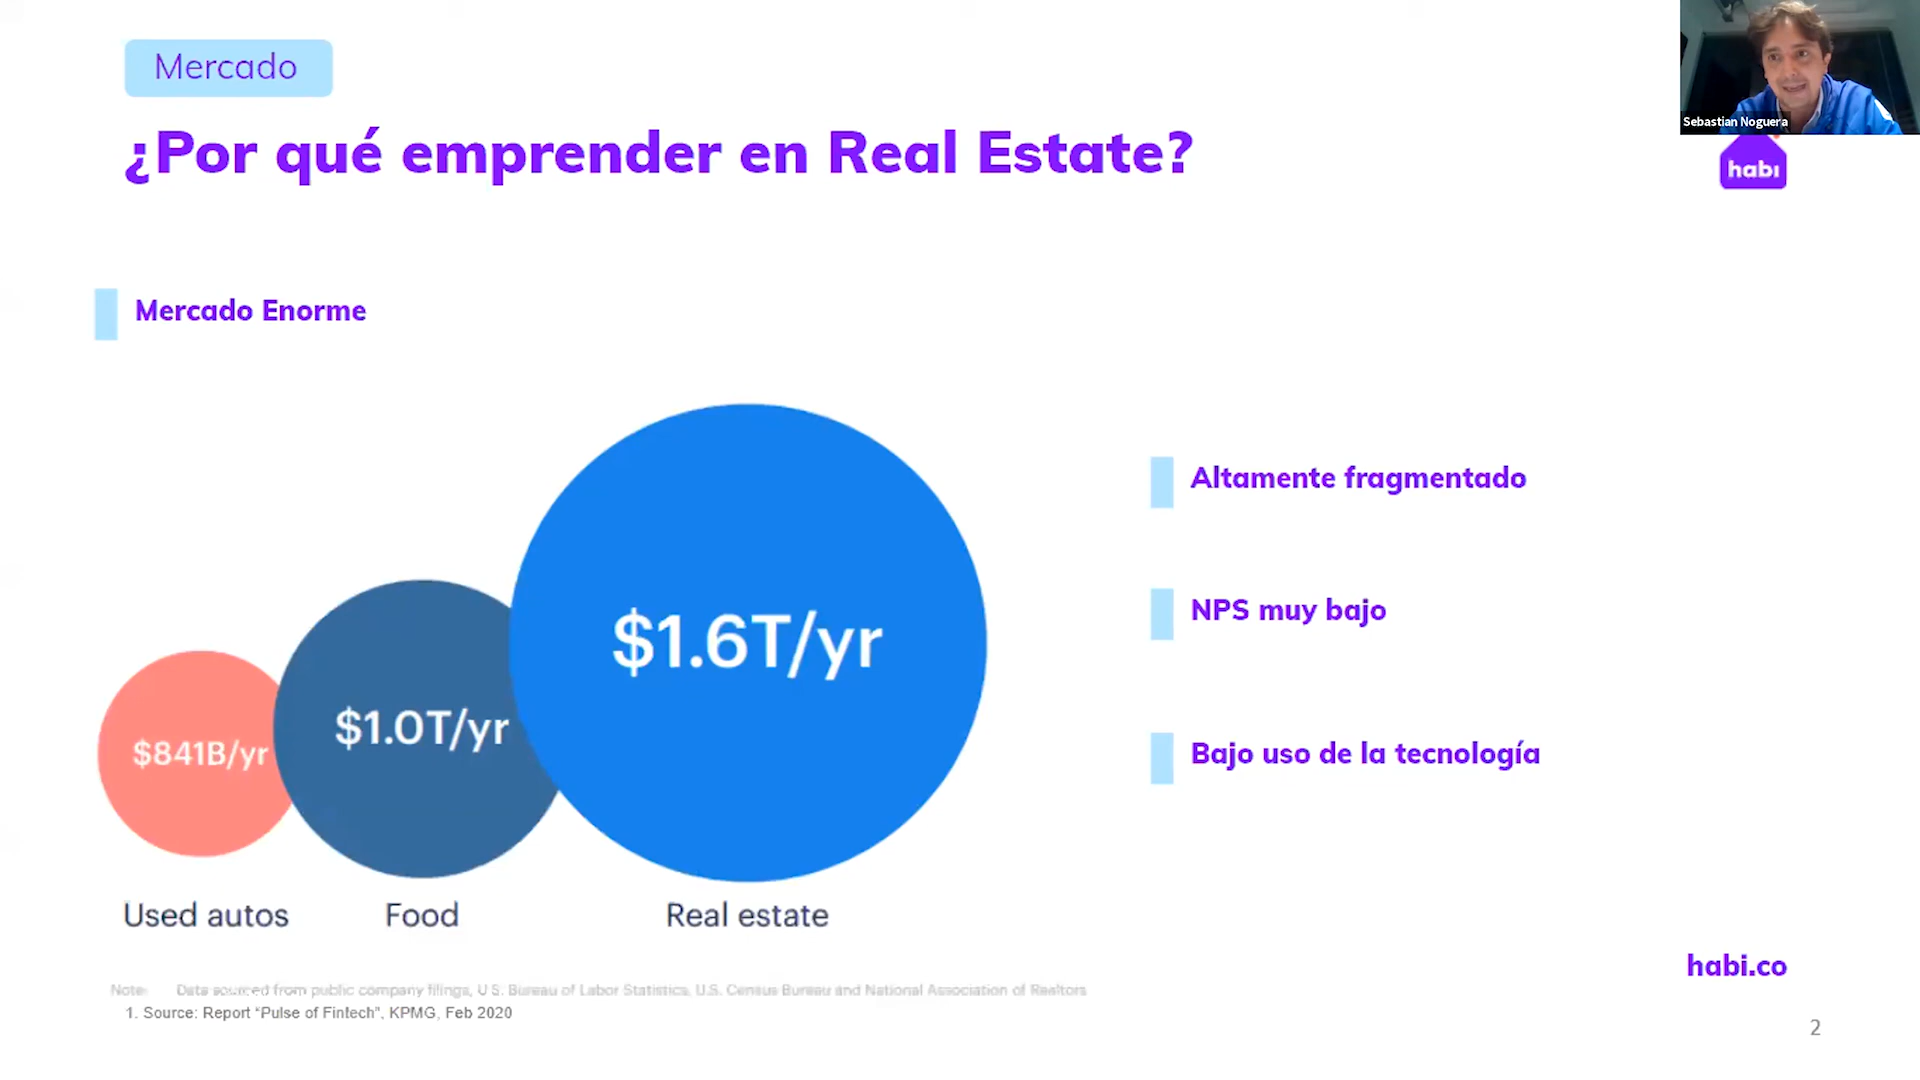 Mercado
Sebastian Noguera
¿Por qué emprender en Real Estate?
habi
Mercado Enorme
Altamente fragmentado
NPS muy bajo
Bajo uso de la tecnología
$841B/yr
$1.0T/yr
$1.6T/yr
Used autos
Food
Real estate
habi.co
Note: Data sourced from public company filings, U.S. Bureau of Labor Statistics, U.S. Census Bureau and National Association of Realtors
1. Source: Report “Pulse of Fintech”, KPMG, Feb 2020
2